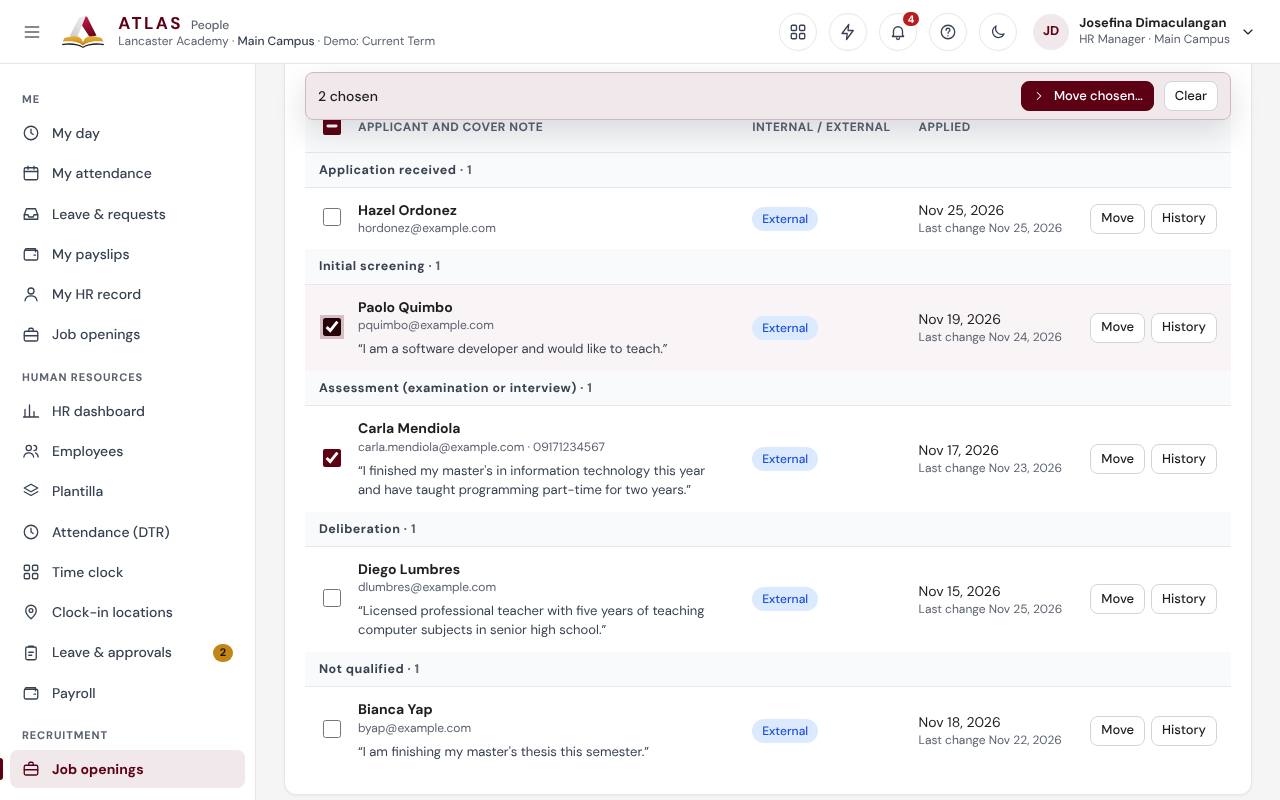 ATLAS People
Lancaster Academy · Main Campus · Demo: Current Term
4
JD
Josefina Dimaculangan
HR Manager · Main Campus
ME
My day
My attendance
Leave & requests
My payslips
My HR record
Job openings
HUMAN RESOURCES
HR dashboard
Employees
Plantilla
Attendance (DTR)
Time clock
Clock-in locations
Leave & approvals 2
Payroll
RECRUITMENT
Job openings
2 chosen
Move chosen…
Clear
APPLICANT AND COVER NOTE INTERNAL / EXTERNAL APPLIED
Application received · 1
Hazel Ordonez
hordonez@example.com
External
Nov 25, 2026
Last change Nov 25, 2026
Move
History
Initial screening · 1
Paolo Quimbo
pquimbo@example.com
“I am a software developer and would like to teach.”
External
Nov 19, 2026
Last change Nov 24, 2026
Move
History
Assessment (examination or interview) · 1
Carla Mendiola
carla.mendiola@example.com · 09171234567
“I finished my master's in information technology this year
and have taught programming part-time for two years.”
External
Nov 17, 2026
Last change Nov 23, 2026
Move
History
Deliberation · 1
Diego Lumbres
dlumbres@example.com
“Licensed professional teacher with five years of teaching
computer subjects in senior high school.”
External
Nov 15, 2026
Last change Nov 25, 2026
Move
History
Not qualified · 1
Bianca Yap
byap@example.com
“I am finishing my master's thesis this semester.”
External
Nov 18, 2026
Last change Nov 22, 2026
Move
History